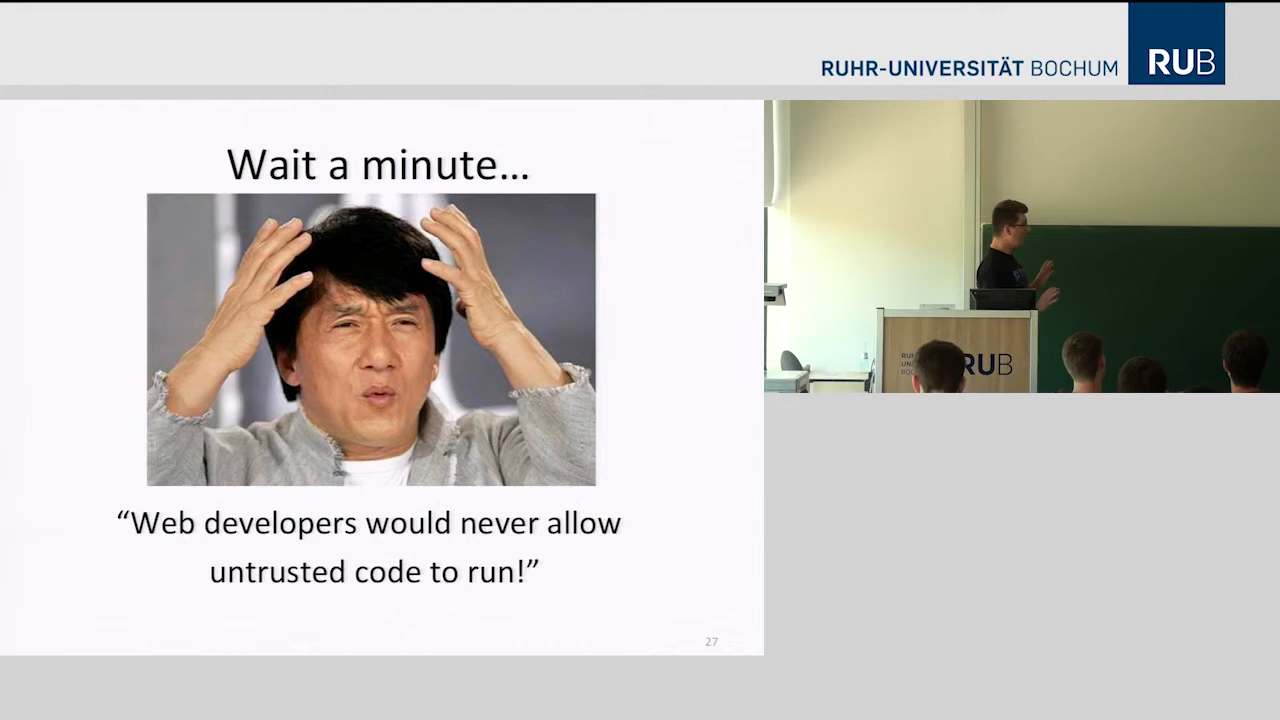 RUHR-UNIVERSITÄT BOCHUM
RUB
Wait a minute...
“Web developers would never allow
untrusted code to run!”
27
RUB